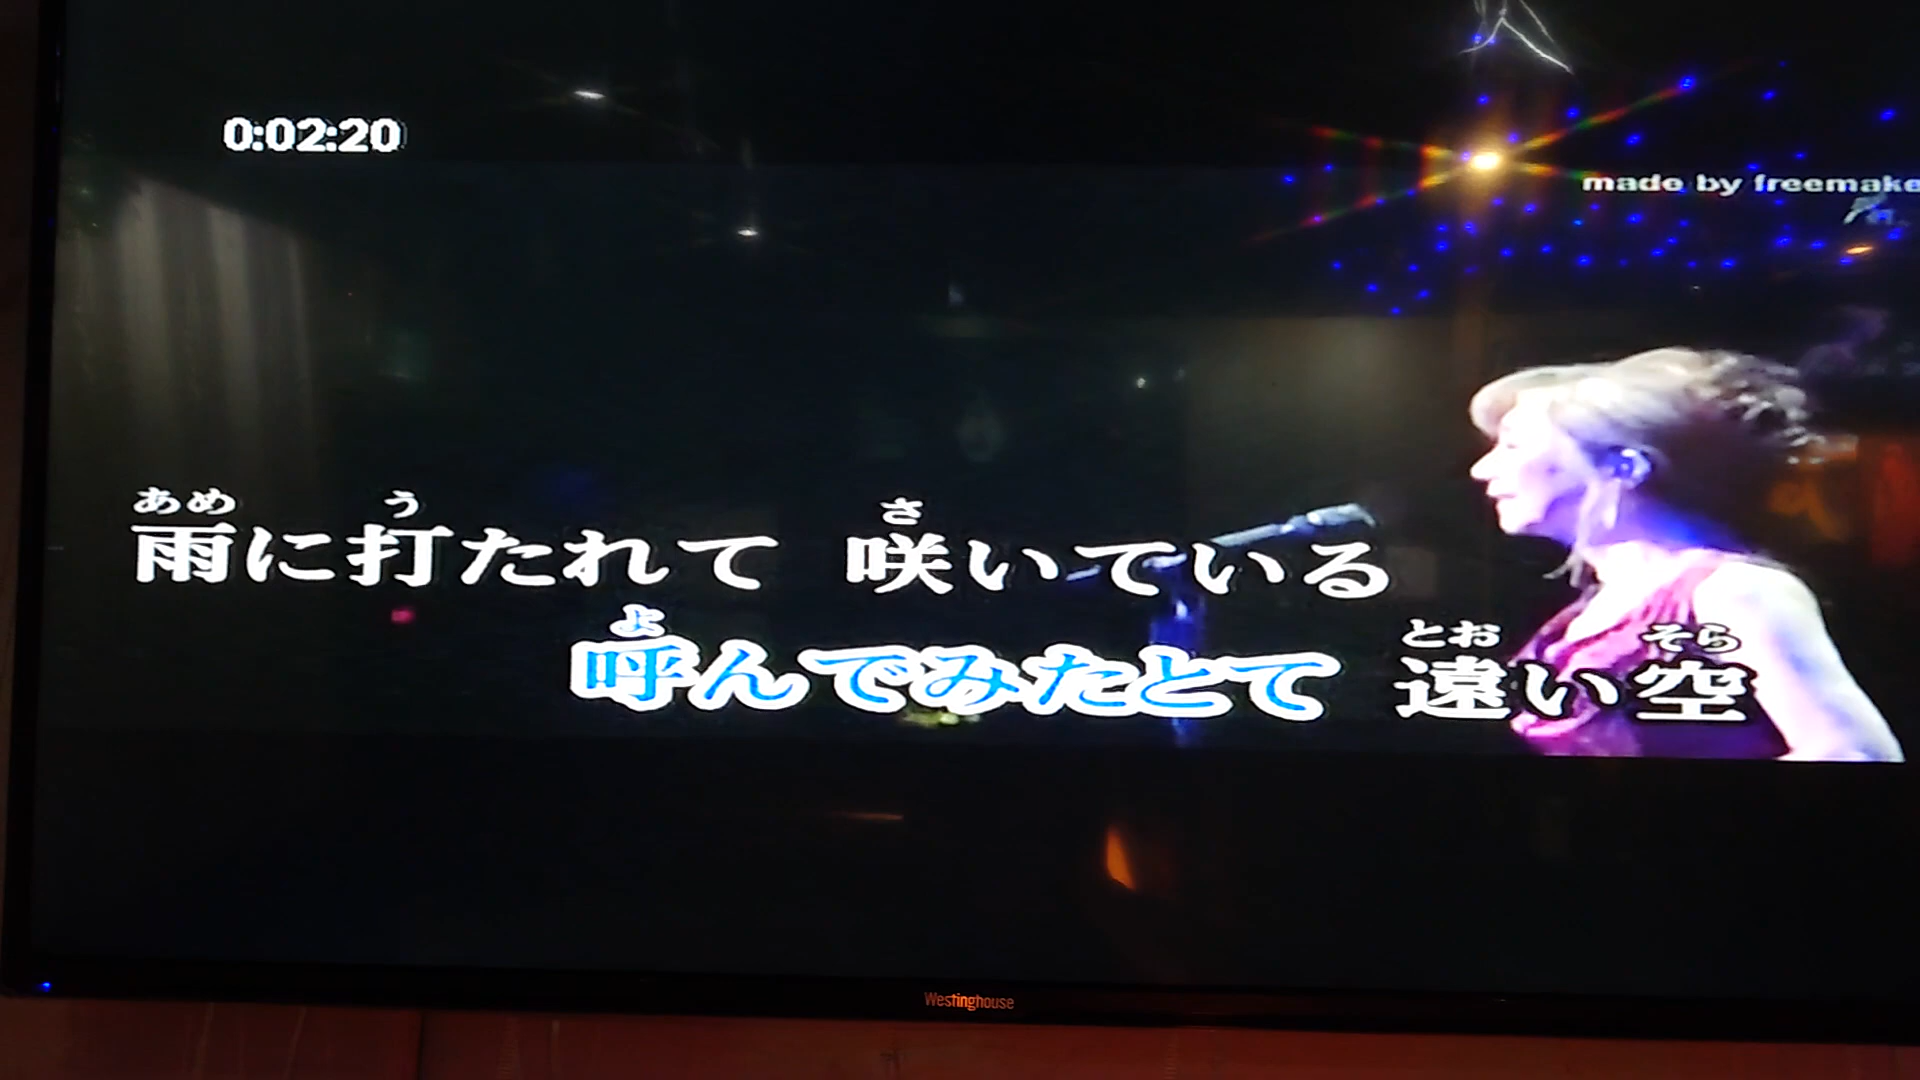 0:02:20
made by freemake
あめ う さ
雨に打たれて 咲いている
よ とお そら
呼んでみたとて 遠い空
Westinghouse